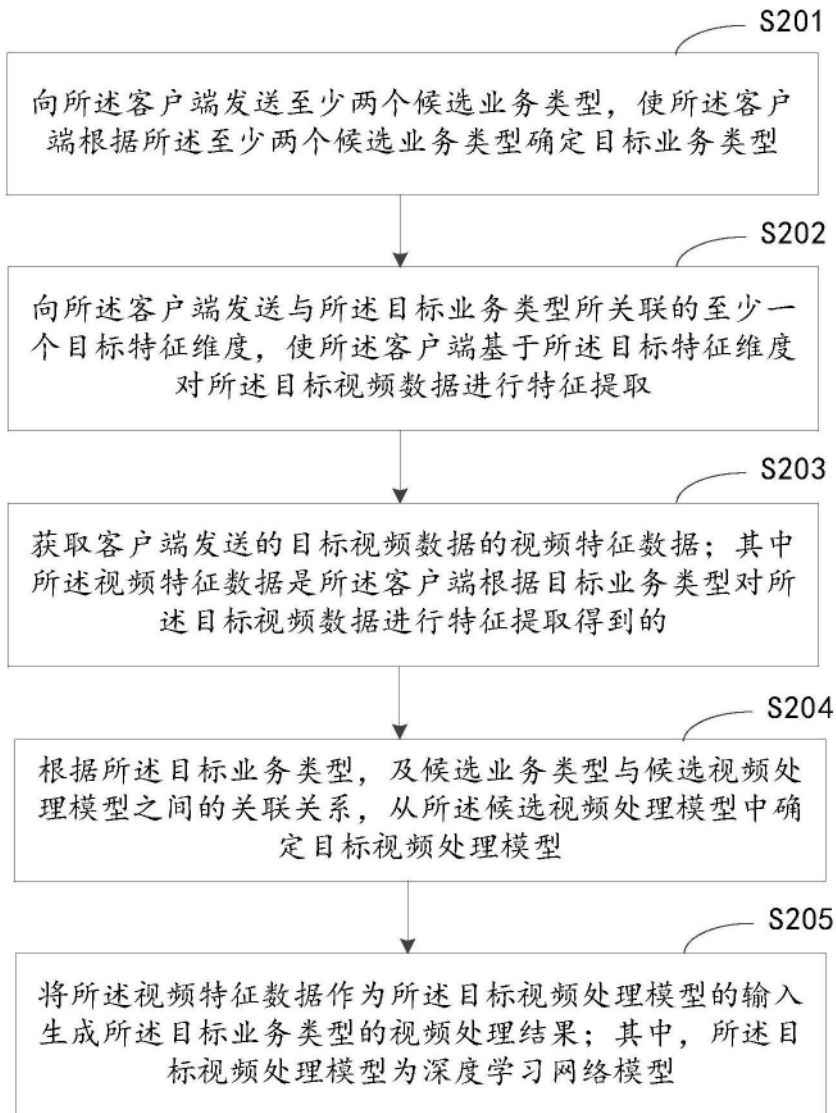 S201
向所述客户端发送至少两个候选业务类型，使所述客户
端根据所述至少两个候选业务类型确定目标业务类型
S202
向所述客户端发送与所述目标业务类型所关联的至少一
个目标特征维度，使所述客户端基于所述目标特征维度
对所述目标视频数据进行特征提取
S203
获取客户端发送的目标视频数据的视频特征数据；其中
所述视频特征数据是所述客户端根据目标业务类型对所
述目标视频数据进行特征提取得到的
S204
根据所述目标业务类型，及候选业务类型与候选视频处
理模型之间的关联关系，从所述候选视频处理模型中确
定目标视频处理模型
S205
将所述视频特征数据作为所述目标视频处理模型的输入
生成所述目标业务类型的视频处理结果；其中，所述目
标视频处理模型为深度学习网络模型